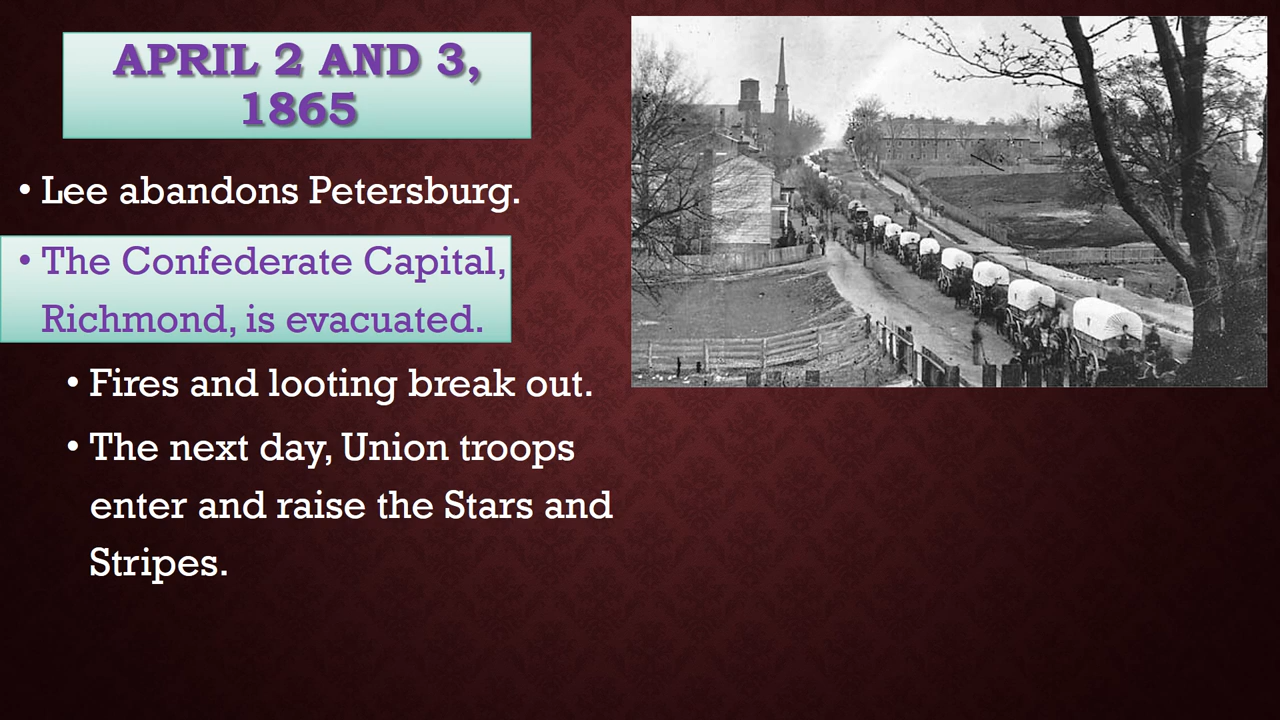 APRIL 2 AND 3,
1865
• Lee abandons Petersburg.
• The Confederate Capital,
Richmond, is evacuated.
• Fires and looting break out.
• The next day, Union troops
enter and raise the Stars and
Stripes.